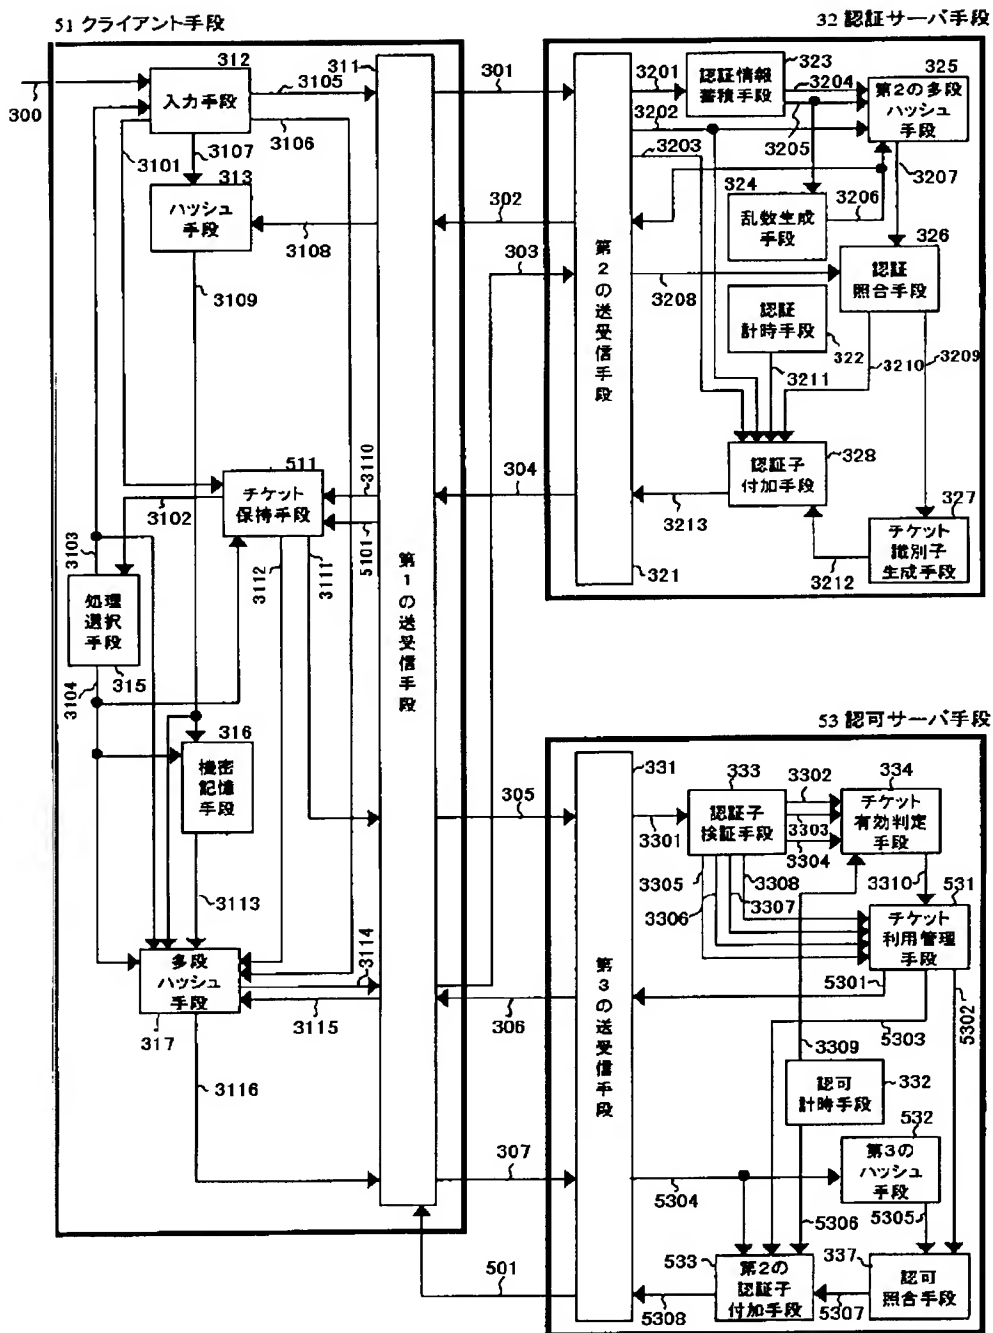 51 クライアント手段
32 認証サーバ手段
300
312
入力手段
3105
3106
3107
3101
313
ハッシュ
手段
3108
3109
311
第1の送受信手段
301
302
303
304
305
306
307
501
511
チケット
保持手段
3110
5101
3111
3112
3102
3103
処理
選択
手段
315
3104
316
機密
記憶
手段
3113
多段
ハッシュ
手段
317
3114
3115
3116
第2の送受信手段
321
3201
3202
3203
323
認証情報
蓄積手段
3204
3205
325
第2の多段
ハッシュ
手段
324
乱数生成
手段
3206
3207
326
認証
照合手段
3208
認証
計時手段
322
3209
3210
3211
認証子
付加手段
328
3213
3212
327
チケット
識別子
生成手段
53 認可サーバ手段
331
第3の送受信手段
3301
333
認証子
検証手段
3302
3303
3304
334
チケット
有効判定
手段
3305
3306
3308
3307
3310
531
チケット
利用管理
手段
5301
5302
5303
3309
332
認可
計時手段
532
第3の
ハッシュ
手段
5304
5305
5306
533
第2の
認証子
付加手段
337
認可
照合手段
5307
5308